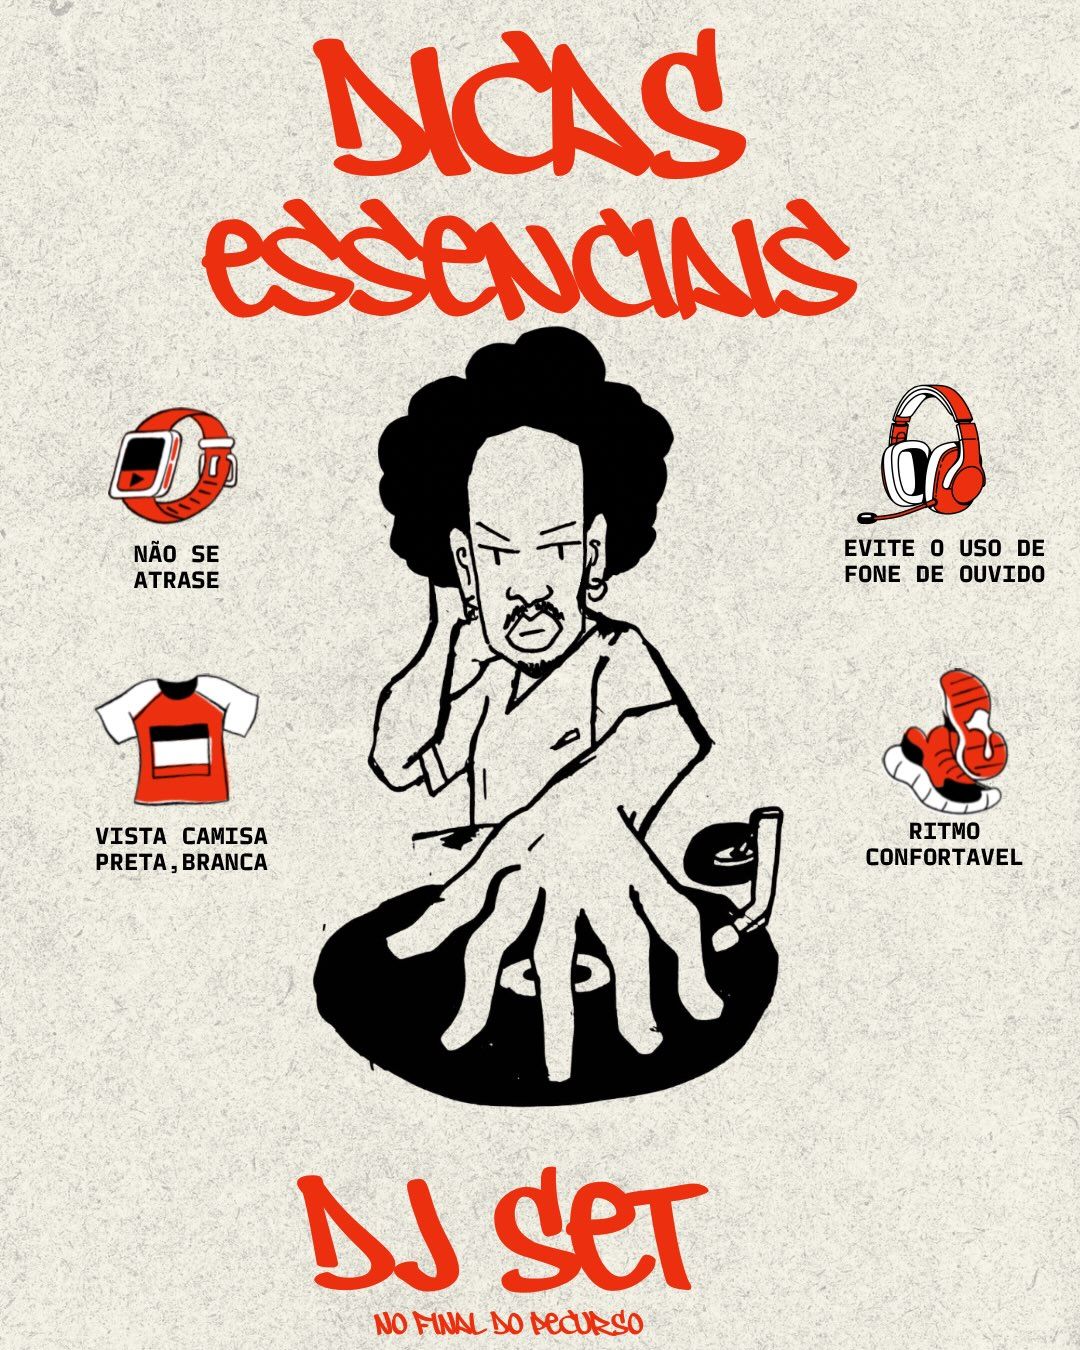 DICAS
ESSENCIAIS
NÃO SE
ATRASE
EVITE O USO DE
FONE DE OUVIDO
VISTA CAMISA
PRETA,BRANCA
RITMO
CONFORTAVEL
DJ SET
NO FINAL DO PECURSO